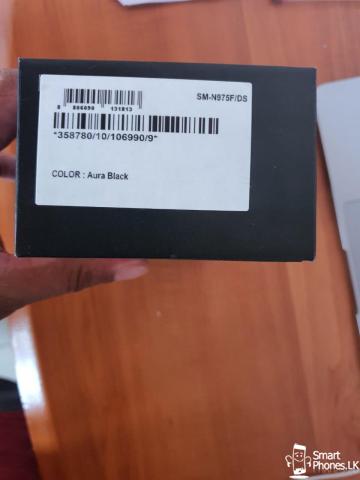 SM-N975F/DS
8 806090 131813
*358780/10/106990/9*
COLOR : Aura Black
Smart
Phones.LK